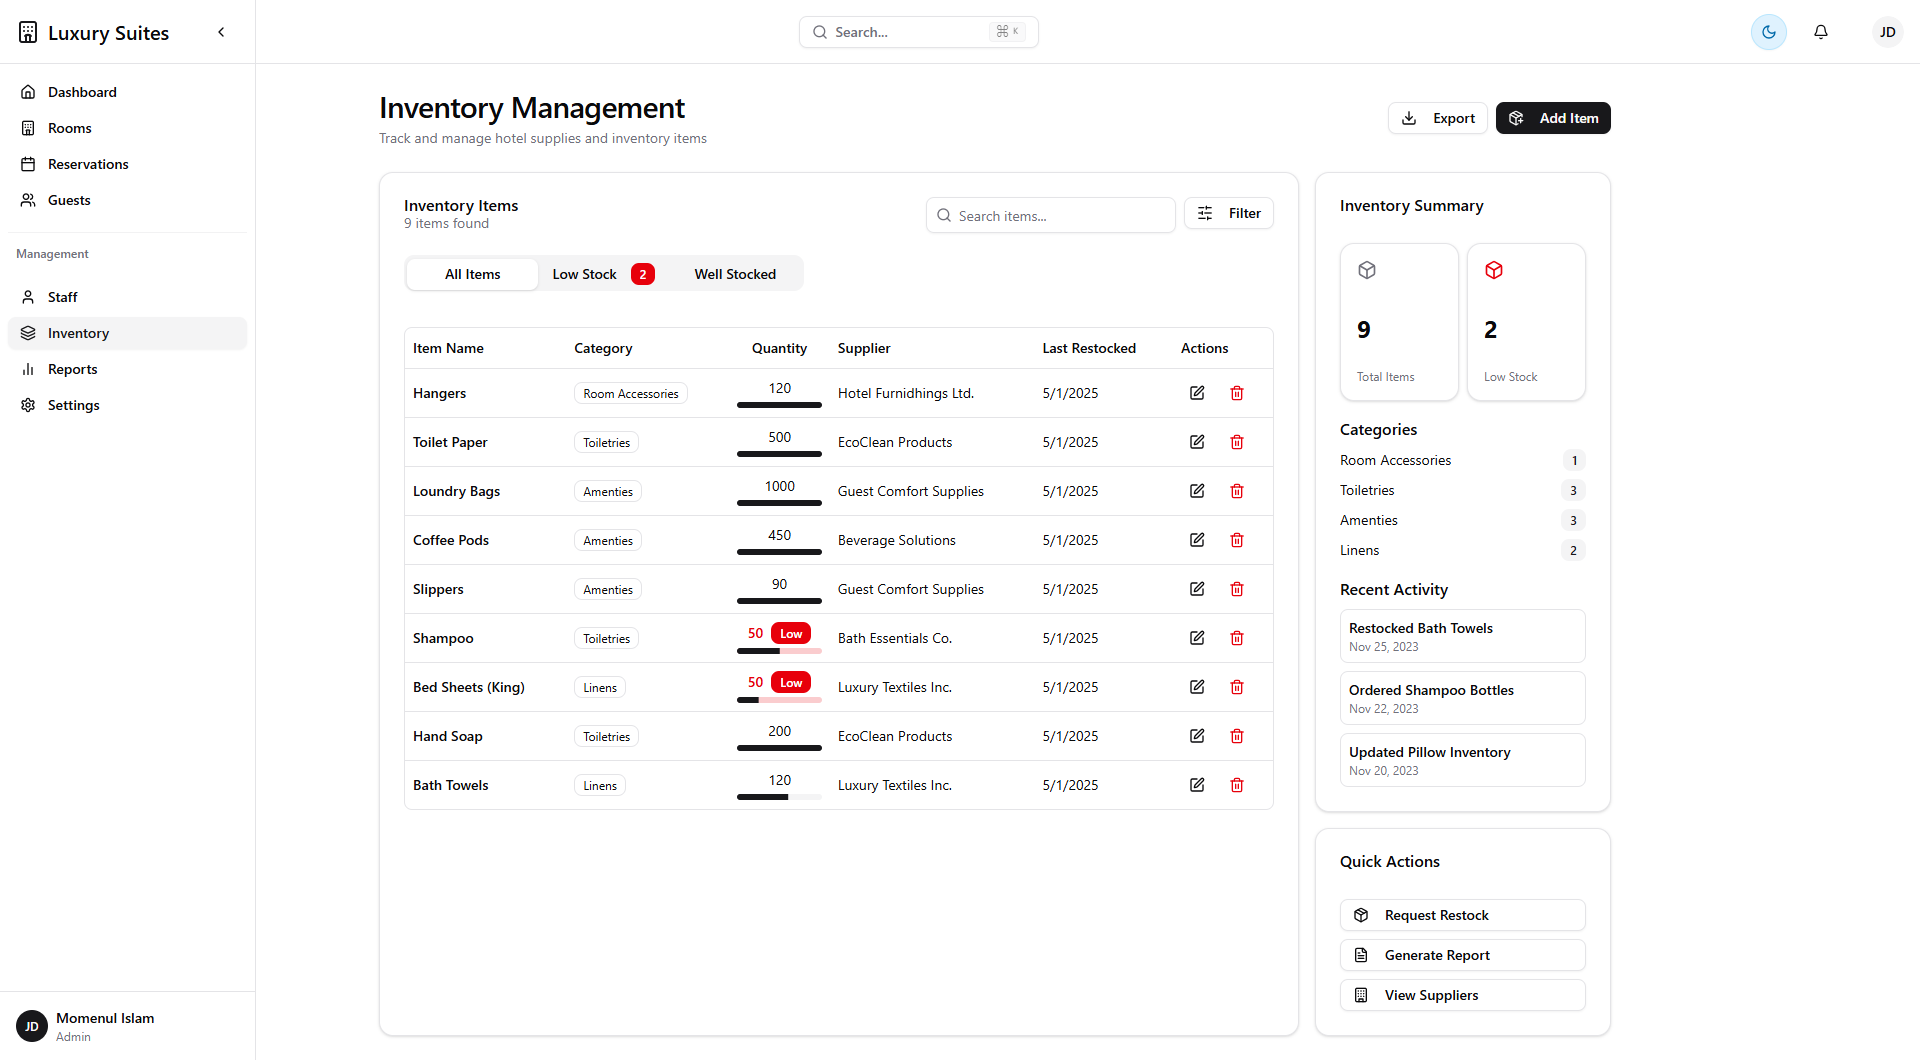 Luxury Suites
Search...
⌘ K
JD
Dashboard
Rooms
Reservations
Guests
Management
Staff
Inventory
Reports
Settings
JD
Momenul Islam
Admin
Inventory Management
Track and manage hotel supplies and inventory items
Export
Add Item
Inventory Items
9 items found
Search items...
Filter
All Items
Low Stock 2
Well Stocked
Item Name Category Quantity Supplier Last Restocked Actions
Hangers Room Accessories 120 Hotel Furnidhings Ltd. 5/1/2025
Toilet Paper Toiletries 500 EcoClean Products 5/1/2025
Loundry Bags Amenties 1000 Guest Comfort Supplies 5/1/2025
Coffee Pods Amenties 450 Beverage Solutions 5/1/2025
Slippers Amenties 90 Guest Comfort Supplies 5/1/2025
Shampoo Toiletries 50 Low Bath Essentials Co. 5/1/2025
Bed Sheets (King) Linens 50 Low Luxury Textiles Inc. 5/1/2025
Hand Soap Toiletries 200 EcoClean Products 5/1/2025
Bath Towels Linens 120 Luxury Textiles Inc. 5/1/2025
Inventory Summary
9
Total Items
2
Low Stock
Categories
Room Accessories 1
Toiletries 3
Amenties 3
Linens 2
Recent Activity
Restocked Bath Towels
Nov 25, 2023
Ordered Shampoo Bottles
Nov 22, 2023
Updated Pillow Inventory
Nov 20, 2023
Quick Actions
Request Restock
Generate Report
View Suppliers